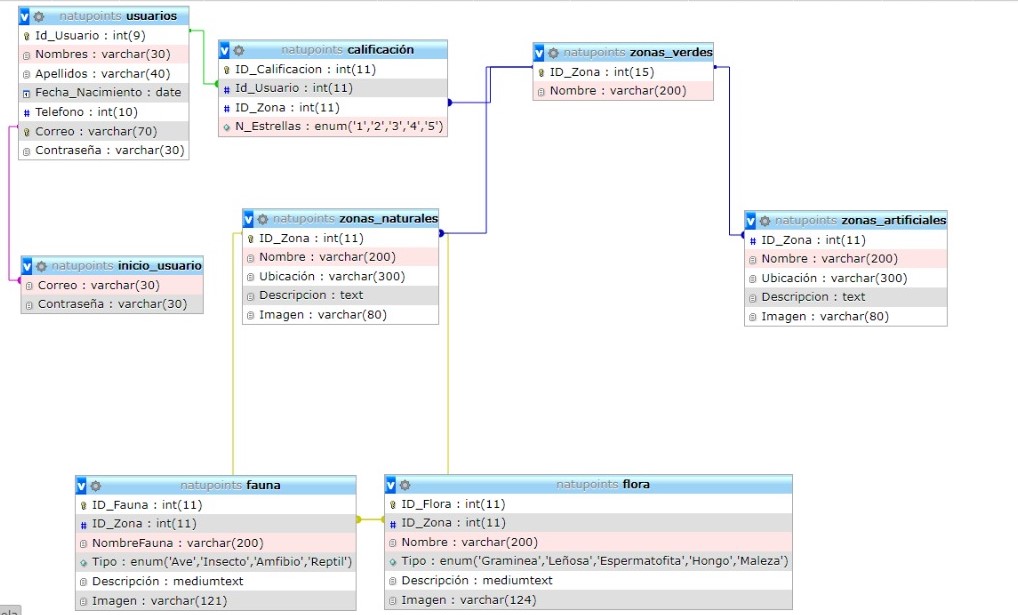 natupoints usuarios
Id_Usuario : int(9)
Nombres : varchar(30)
Apellidos : varchar(40)
Fecha_Nacimiento : date
Telefono : int(10)
Correo : varchar(70)
Contraseña : varchar(30)
natupoints calificación
ID_Calificacion : int(11)
Id_Usuario : int(11)
ID_Zona : int(11)
N_Estrellas : enum('1','2','3','4','5')
natupoints zonas_verdes
ID_Zona : int(15)
Nombre : varchar(200)
natupoints zonas_naturales
ID_Zona : int(11)
Nombre : varchar(200)
Ubicación : varchar(300)
Descripcion : text
Imagen : varchar(80)
natupoints zonas_artificiales
ID_Zona : int(11)
Nombre : varchar(200)
Ubicación : varchar(300)
Descripcion : text
Imagen : varchar(80)
natupoints inicio_usuario
Correo : varchar(30)
Contraseña : varchar(30)
natupoints fauna
ID_Fauna : int(11)
ID_Zona : int(11)
NombreFauna : varchar(200)
Tipo : enum('Ave','Insecto','Amfibio','Reptil')
Descripción : mediumtext
Imagen : varchar(121)
natupoints flora
ID_Flora : int(11)
ID_Zona : int(11)
Nombre : varchar(200)
Tipo : enum('Graminea','Leñosa','Espermatofita','Hongo','Maleza')
Descripción : mediumtext
Imagen : varchar(124)